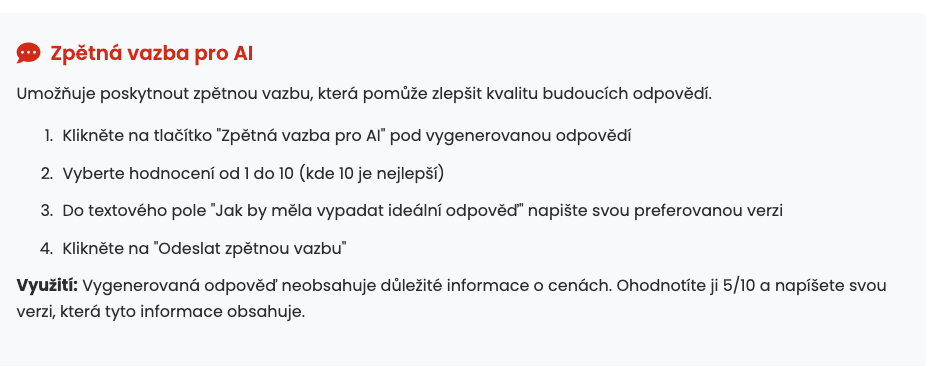 Zpětná vazba pro AI
Umožňuje poskytnout zpětnou vazbu, která pomůže zlepšit kvalitu budoucích odpovědí.
1. Klikněte na tlačítko "Zpětná vazba pro AI" pod vygenerovanou odpovědí
2. Vyberte hodnocení od 1 do 10 (kde 10 je nejlepší)
3. Do textového pole "Jak by měla vypadat ideální odpověď" napište svou preferovanou verzi
4. Klikněte na "Odeslat zpětnou vazbu"
Využití: Vygenerovaná odpověď neobsahuje důležité informace o cenách. Ohodnotíte ji 5/10 a napíšete svou
verzi, která tyto informace obsahuje.